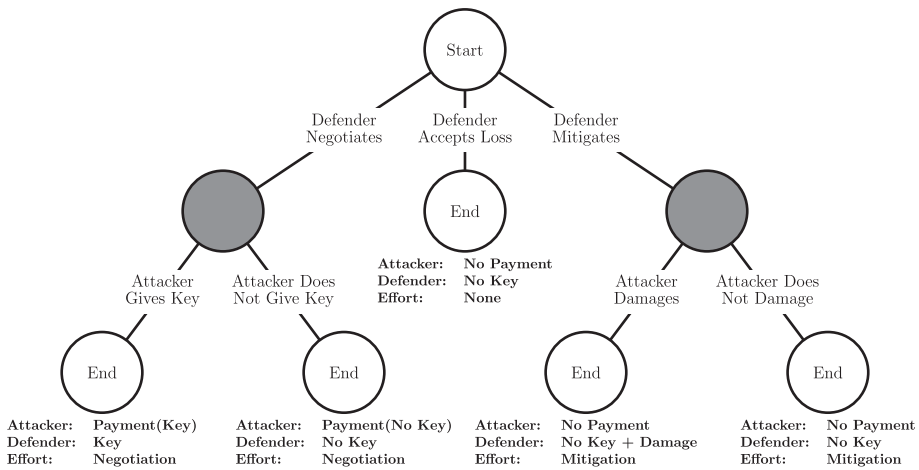 Start
Defender
Negotiates
Defender
Accepts Loss
Defender
Mitigates
End
Attacker: No Payment
Defender: No Key
Effort: None
Attacker
Gives Key
Attacker Does
Not Give Key
Attacker
Damages
Attacker Does
Not Damage
End
End
End
End
Attacker: Payment(Key)
Defender: Key
Effort: Negotiation
Attacker: Payment(No Key)
Defender: No Key
Effort: Negotiation
Attacker: No Payment
Defender: No Key + Damage
Effort: Mitigation
Attacker: No Payment
Defender: No Key
Effort: Mitigation